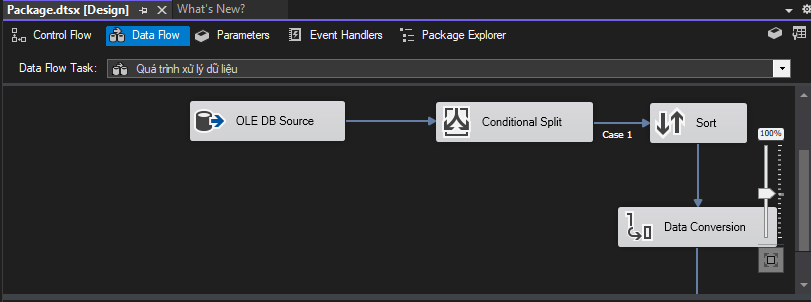 Package.dtsx [Design] What's New?
Control Flow Data Flow Parameters Event Handlers Package Explorer
Data Flow Task: Quá trình xử lý dữ liệu
OLE DB Source Conditional Split Sort
Case 1
100%
Data Conversion